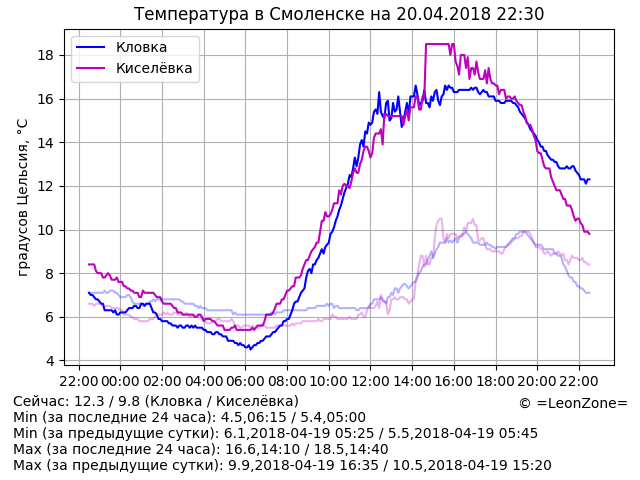 Температура в Смоленске на 20.04.2018 22:30
градусов Цельсия, °C
18
16
14
12
10
8
6
4
Кловка
Киселёвка
22:00 00:00 02:00 04:00 06:00 08:00 10:00 12:00 14:00 16:00 18:00 20:00 22:00
Сейчас: 12.3 / 9.8 (Кловка / Киселёвка)
© =LeonZone=
Min (за последние 24 часа): 4.5,06:15 / 5.4,05:00
Min (за предыдущие сутки): 6.1,2018-04-19 05:25 / 5.5,2018-04-19 05:45
Max (за последние 24 часа): 16.6,14:10 / 18.5,14:40
Max (за предыдущие сутки): 9.9,2018-04-19 16:35 / 10.5,2018-04-19 15:20